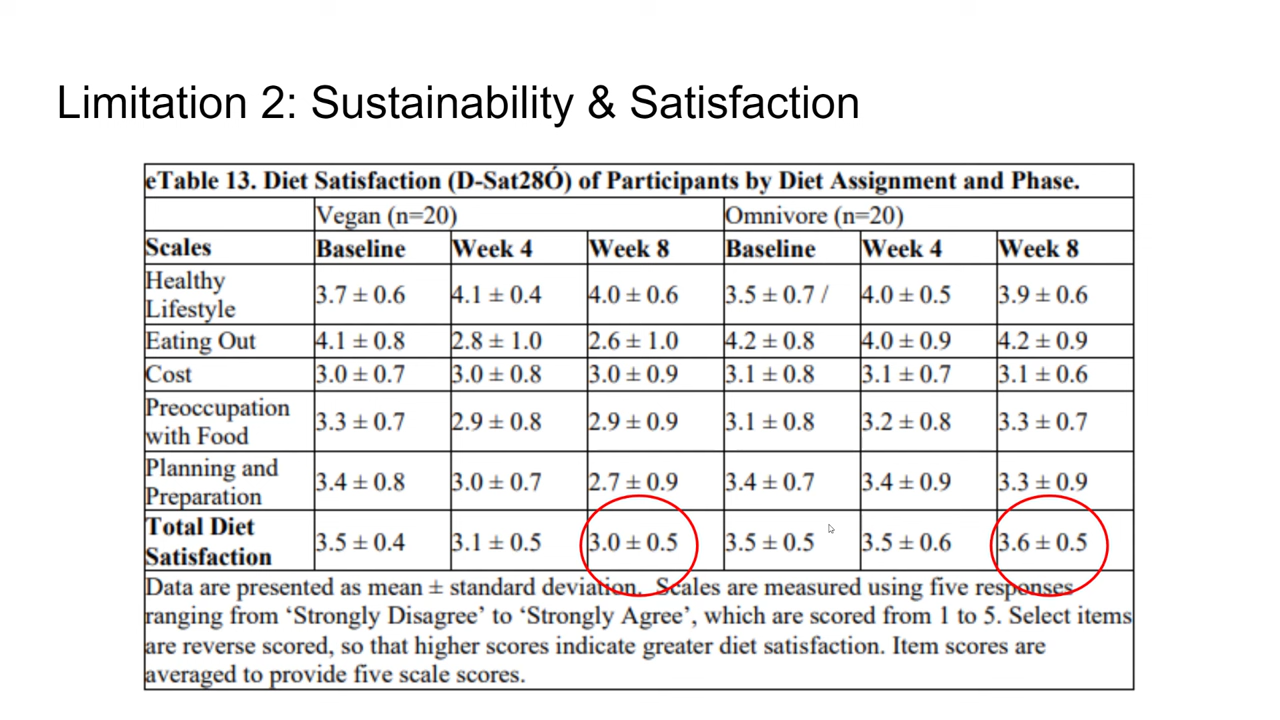 Limitation 2: Sustainability & Satisfaction
eTable 13. Diet Satisfaction (D-Sat28Ó) of Participants by Diet Assignment and Phase.
Vegan (n=20) Omnivore (n=20)
Scales Baseline Week 4 Week 8 Baseline Week 4 Week 8
Healthy
Lifestyle 3.7 ± 0.6 4.1 ± 0.4 4.0 ± 0.6 3.5 ± 0.7 / 4.0 ± 0.5 3.9 ± 0.6
Eating Out 4.1 ± 0.8 2.8 ± 1.0 2.6 ± 1.0 4.2 ± 0.8 4.0 ± 0.9 4.2 ± 0.9
Cost 3.0 ± 0.7 3.0 ± 0.8 3.0 ± 0.9 3.1 ± 0.8 3.1 ± 0.7 3.1 ± 0.6
Preoccupation
with Food 3.3 ± 0.7 2.9 ± 0.8 2.9 ± 0.9 3.1 ± 0.8 3.2 ± 0.8 3.3 ± 0.7
Planning and
Preparation 3.4 ± 0.8 3.0 ± 0.7 2.7 ± 0.9 3.4 ± 0.7 3.4 ± 0.9 3.3 ± 0.9
Total Diet
Satisfaction 3.5 ± 0.4 3.1 ± 0.5 3.0 ± 0.5 3.5 ± 0.5 3.5 ± 0.6 3.6 ± 0.5
Data are presented as mean ± standard deviation. Scales are measured using five responses
ranging from ‘Strongly Disagree’ to ‘Strongly Agree’, which are scored from 1 to 5. Select items
are reverse scored, so that higher scores indicate greater diet satisfaction. Item scores are
averaged to provide five scale scores.